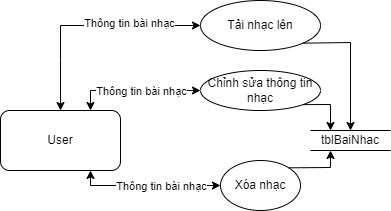 Thông tin bài nhạc
Tải nhạc lên
Thông tin bài nhạc
Chỉnh sửa thông tin
nhạc
User
tblBaiNhac
Thông tin bài nhạc
Xóa nhạc